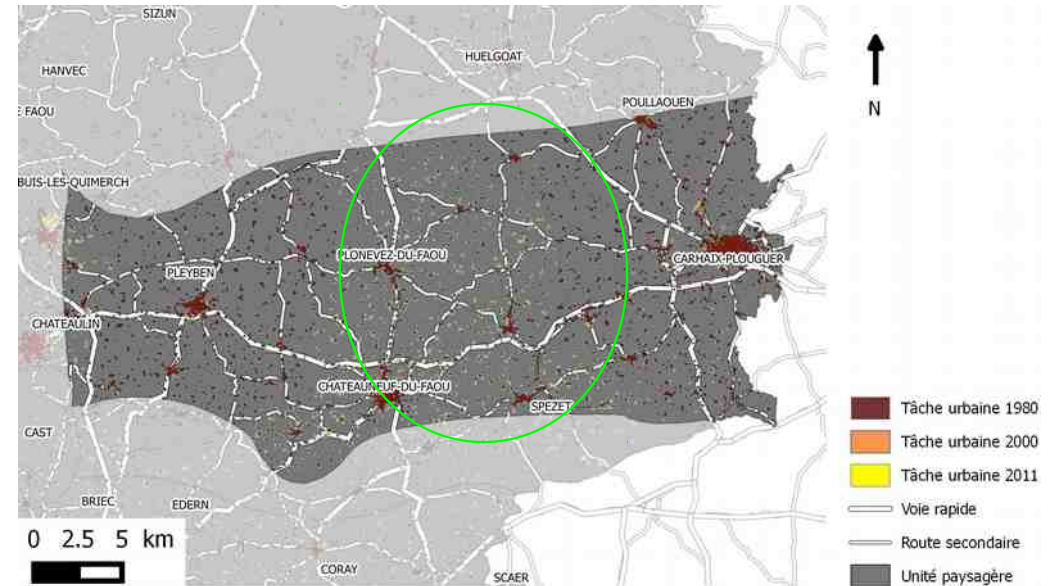 SIZUN
HUELGOAT
HANVEC
E FAOU
POULLAOUEN
N
BUIS-LES-QUIMERCH
PLONEVEZ-DU-FAOU
CARHAIX-PLOUGUER
PLEYBEN
CHATEAULIN
CHATEAUNEUF-DU-FAOU
SPEZET
CAST
BRIEC
EDERN
CORAY
SCAER
0 2.5 5 km
Tâche urbaine 1980
Tâche urbaine 2000
Tâche urbaine 2011
Voie rapide
Route secondaire
Unité paysagère